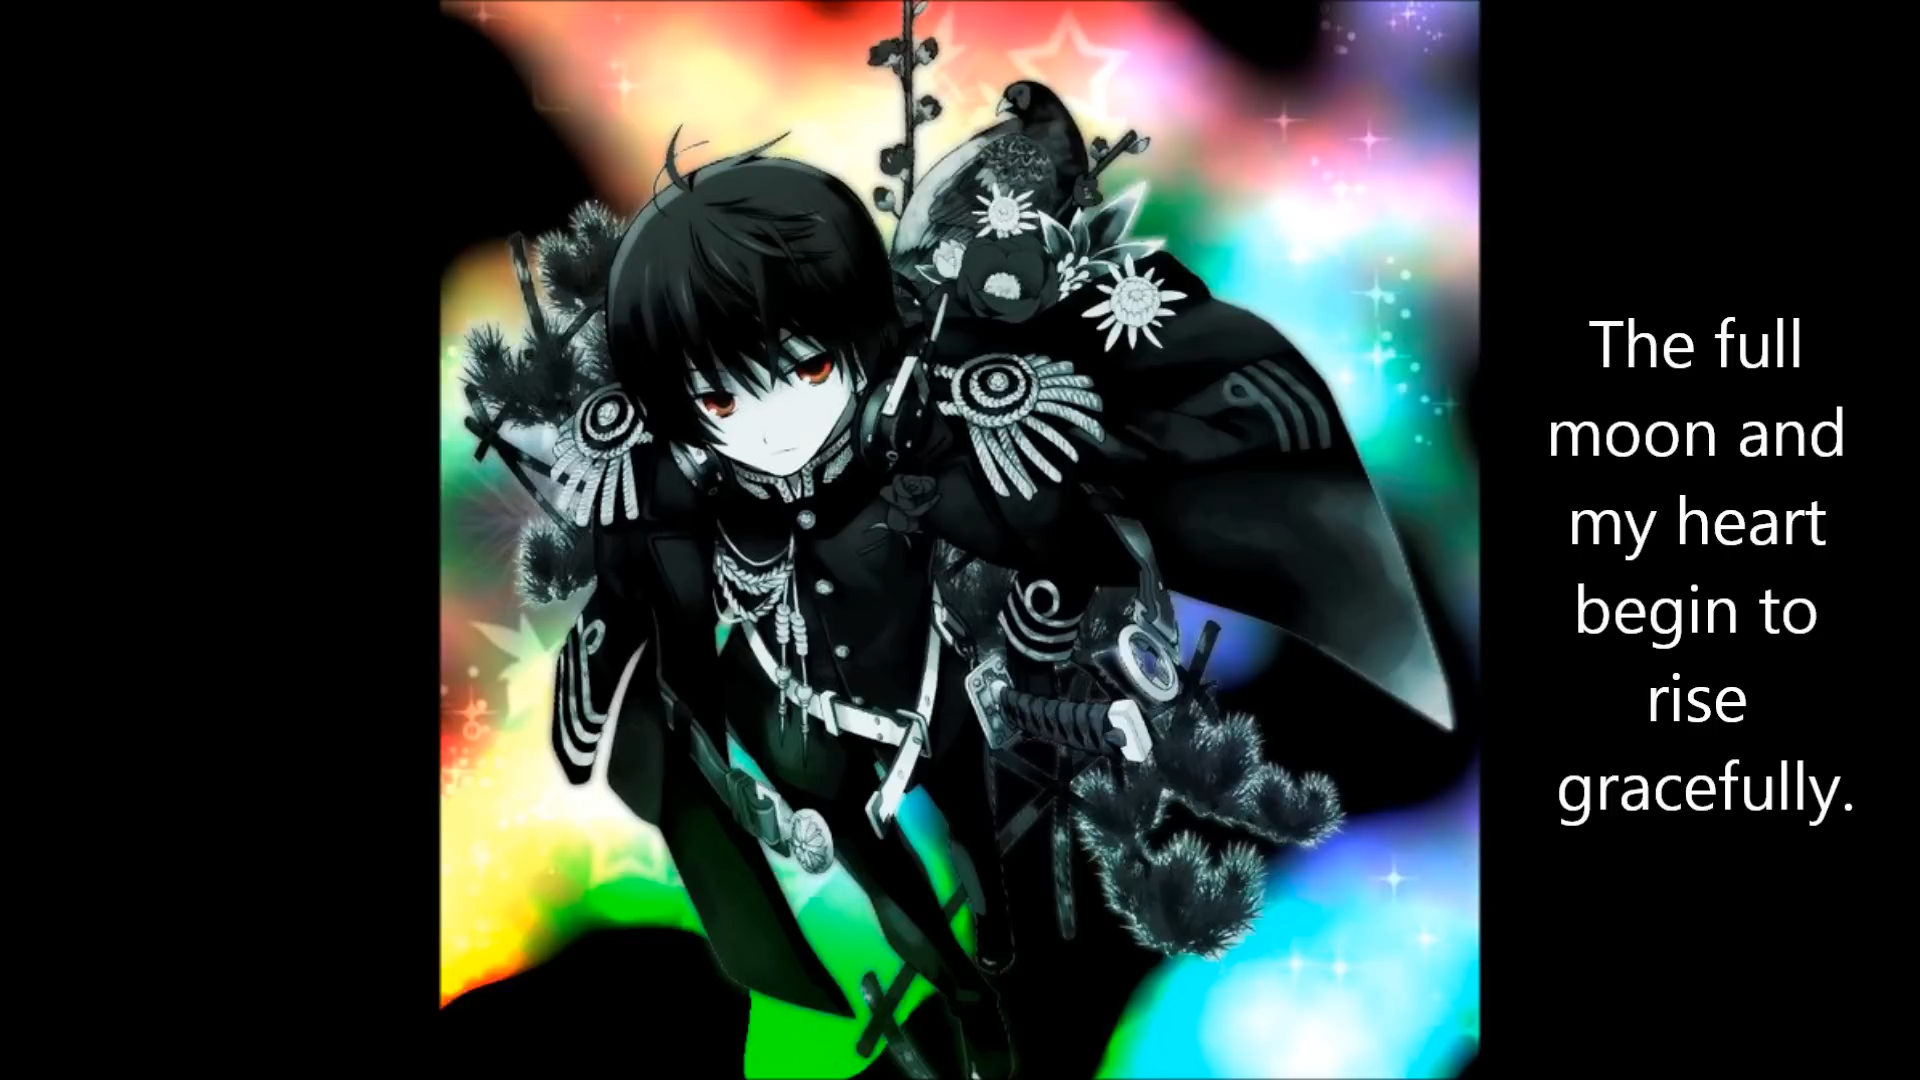 The full
moon and
my heart
begin to
rise
gracefully.